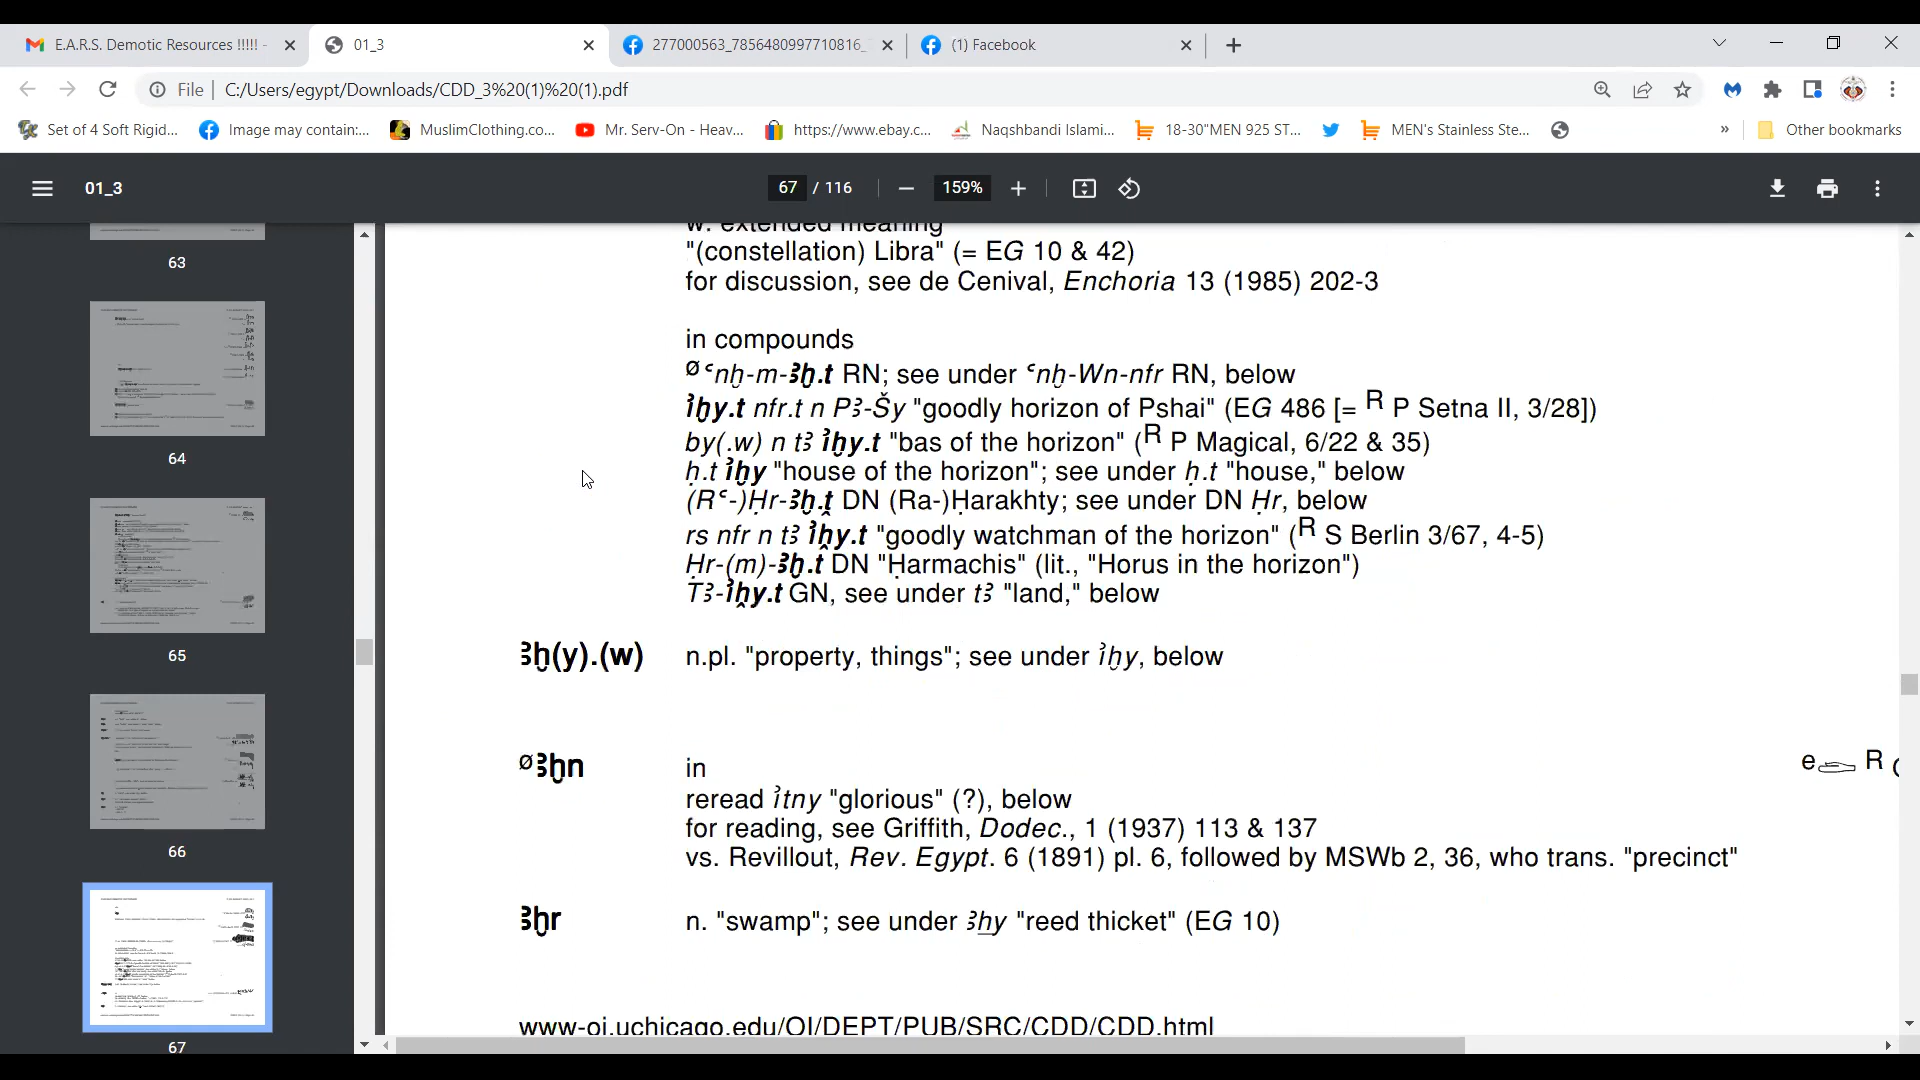 E.A.R.S. Demotic Resources !!!!! -
01_3
277000563_7856480997710816_
(1) Facebook
File
C:/Users/egypt/Downloads/CDD_3%20(1)%20(1).pdf
Set of 4 Soft Rigid...
Image may contain:...
MuslimClothing.co...
Mr. Serv-On - Heav...
https://www.ebay.c...
Naqshbandi Islami...
18-30"MEN 925 ST...
MEN's Stainless Ste...
»
Other bookmarks
01_3
67 / 116
159%
63
64
65
66
67
w. extended meaning
"(constellation) Libra" (= EG 10 & 42)
for discussion, see de Cenival, Enchoria 13 (1985) 202-3
in compounds
ø ꜥnḫ-m-ꜣḫ.t RN; see under ꜥnḫ-Wn-nfr RN, below
ỉḫy.t nfr.t n Pꜣ-Šy "goodly horizon of Pshai" (EG 486 [= R P Setna II, 3/28])
by(.w) n tꜣ ỉḫy.t "bas of the horizon" (R P Magical, 6/22 & 35)
ḥ.t ỉḫy "house of the horizon"; see under ḥ.t "house," below
(Rꜥ-)Ḥr-ꜣḫ.ṱ DN (Ra-)Ḥarakhty; see under DN Ḥr, below
rs nfr n tꜣ ỉḫ̭y.t "goodly watchman of the horizon" (R S Berlin 3/67, 4-5)
Ḥr-(m)-ꜣḫ.t DN "Ḥarmachis" (lit., "Horus in the horizon")
Tꜣ-ỉḫ̭y.t GN, see under tꜣ "land," below
ꜣḫ(y).(w) n.pl. "property, things"; see under ỉḫy, below
ø ꜣḫn in e R
reread ỉtny "glorious" (?), below
for reading, see Griffith, Dodec., 1 (1937) 113 & 137
vs. Revillout, Rev. Egypt. 6 (1891) pl. 6, followed by MSWb 2, 36, who trans. "precinct"
ꜣḫr n. "swamp"; see under ꜣẖy "reed thicket" (EG 10)
www-oi.uchicago.edu/OI/DEPT/PUB/SRC/CDD/CDD.html